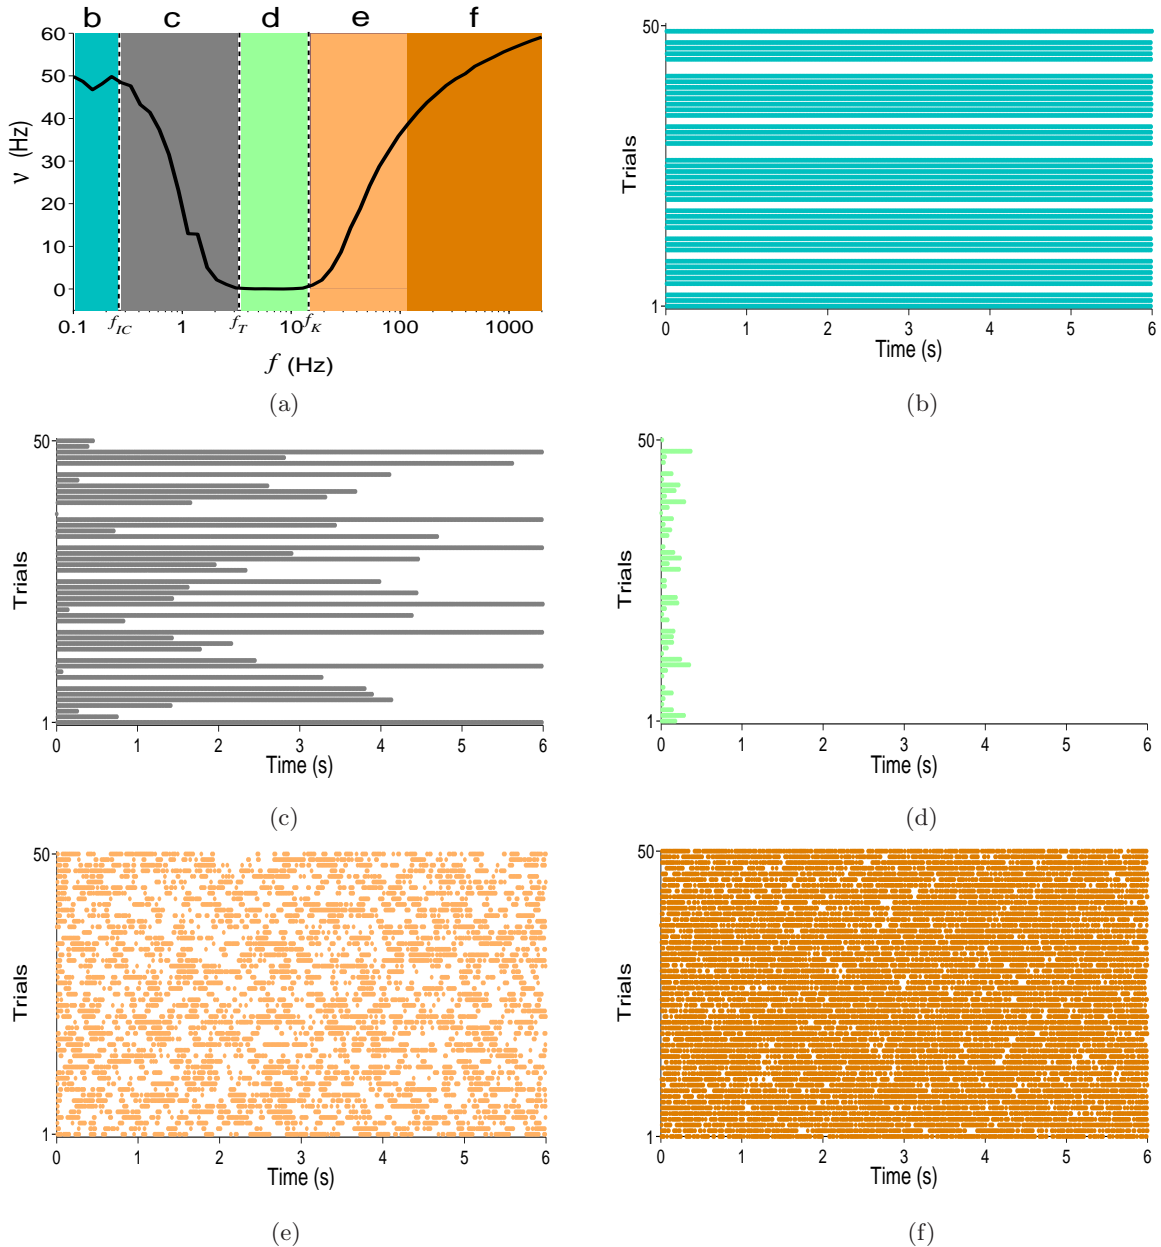 b c d e f
ν (Hz)
60
50
40
30
20
10
0
0.1 1 10 100 1000
f_IC f_T f_K
f (Hz)
(a)
Trials
50
1
0 1 2 3 4 5 6
Time (s)
(b)
Trials
50
1
0 1 2 3 4 5 6
Time (s)
(c)
Trials
50
1
0 1 2 3 4 5 6
Time (s)
(d)
Trials
50
1
0 1 2 3 4 5 6
Time (s)
(e)
Trials
50
1
0 1 2 3 4 5 6
Time (s)
(f)